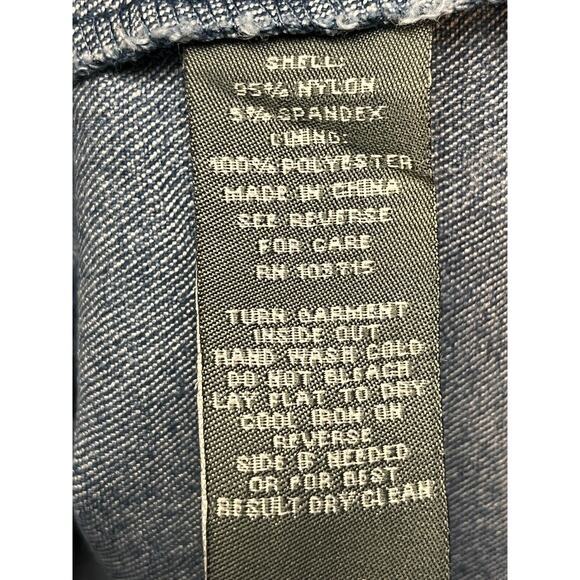 SHELL:
95% NYLON
5% SPANDEX
LINING:
100% POLYESTER
MADE IN CHINA
SEE REVERSE
FOR CARE
RN 103715
TURN GARMENT
INSIDE OUT
HAND WASH COLD
DO NOT BLEACH
LAY FLAT TO DRY
COOL IRON ON
REVERSE
SIDE IF NEEDED
OR FOR BEST
RESULT DRY CLEAN